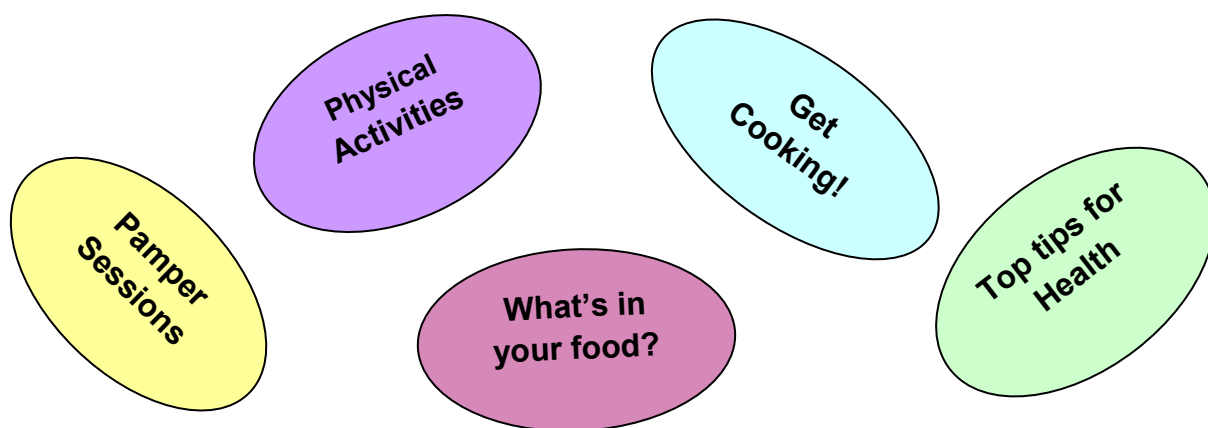 Physical
Activities
Get
Cooking!
Pamper
Sessions
Top tips for
Health
What's in
your food?